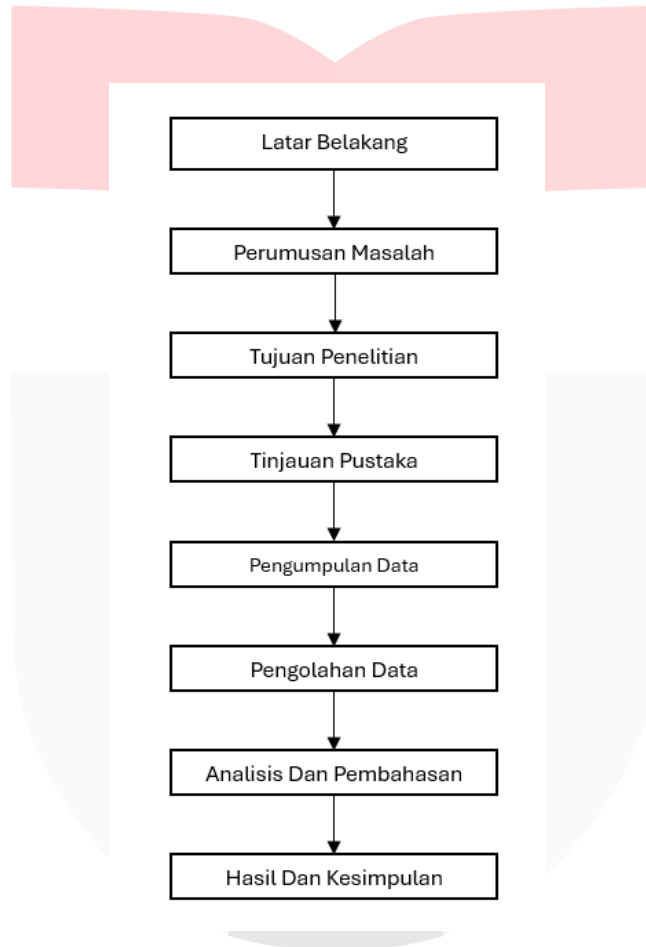 Latar Belakang
Perumusan Masalah
Tujuan Penelitian
Tinjauan Pustaka
Pengumpulan Data
Pengolahan Data
Analisis Dan Pembahasan
Hasil Dan Kesimpulan